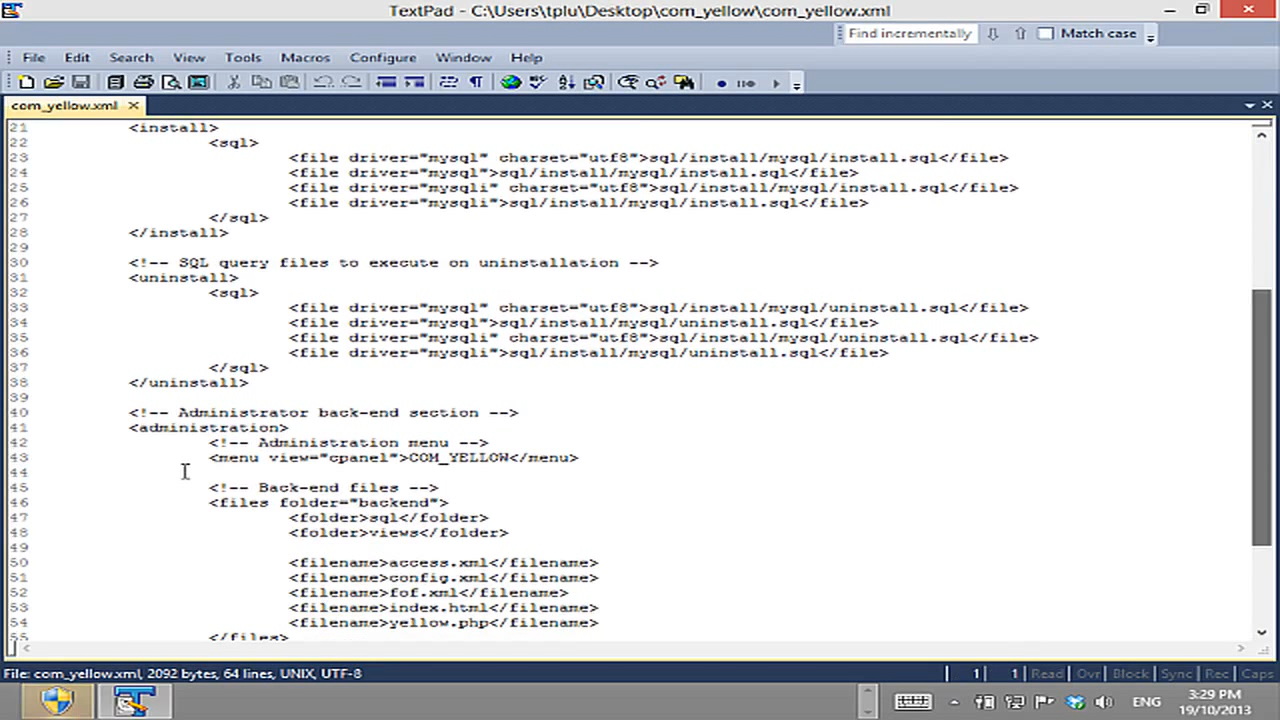 TextPad - C:\Users\tplu\Desktop\com_yellow\com_yellow.xml
Find incrementally Match case
File Edit Search View Tools Macros Configure Window Help
com_yellow.xml
21 <install>
22 <sql>
23 <file driver="mysql" charset="utf8">sql/install/mysql/install.sql</file>
24 <file driver="mysql">sql/install/mysql/install.sql</file>
25 <file driver="mysqli" charset="utf8">sql/install/mysql/install.sql</file>
26 <file driver="mysqli">sql/install/mysql/install.sql</file>
27 </sql>
28 </install>
29
30 <!-- SQL query files to execute on uninstallation -->
31 <uninstall>
32 <sql>
33 <file driver="mysql" charset="utf8">sql/install/mysql/uninstall.sql</file>
34 <file driver="mysql">sql/install/mysql/uninstall.sql</file>
35 <file driver="mysqli" charset="utf8">sql/install/mysql/uninstall.sql</file>
36 <file driver="mysqli">sql/install/mysql/uninstall.sql</file>
37 </sql>
38 </uninstall>
39
40 <!-- Administrator back-end section -->
41 <administration>
42 <!-- Administration menu -->
43 <menu view="cpanel">COM_YELLOW</menu>
44
45 <!-- Back-end files -->
46 <files folder="backend">
47 <folder>sql</folder>
48 <folder>views</folder>
49
50 <filename>access.xml</filename>
51 <filename>config.xml</filename>
52 <filename>fof.xml</filename>
53 <filename>index.html</filename>
54 <filename>yellow.php</filename>
55 </files>
File: com_yellow.xml, 2092 bytes, 64 lines, UNIX, UTF-8 1 1 Read Ovr Block Sync Rec Caps
ENG 3:29 PM
19/10/2013